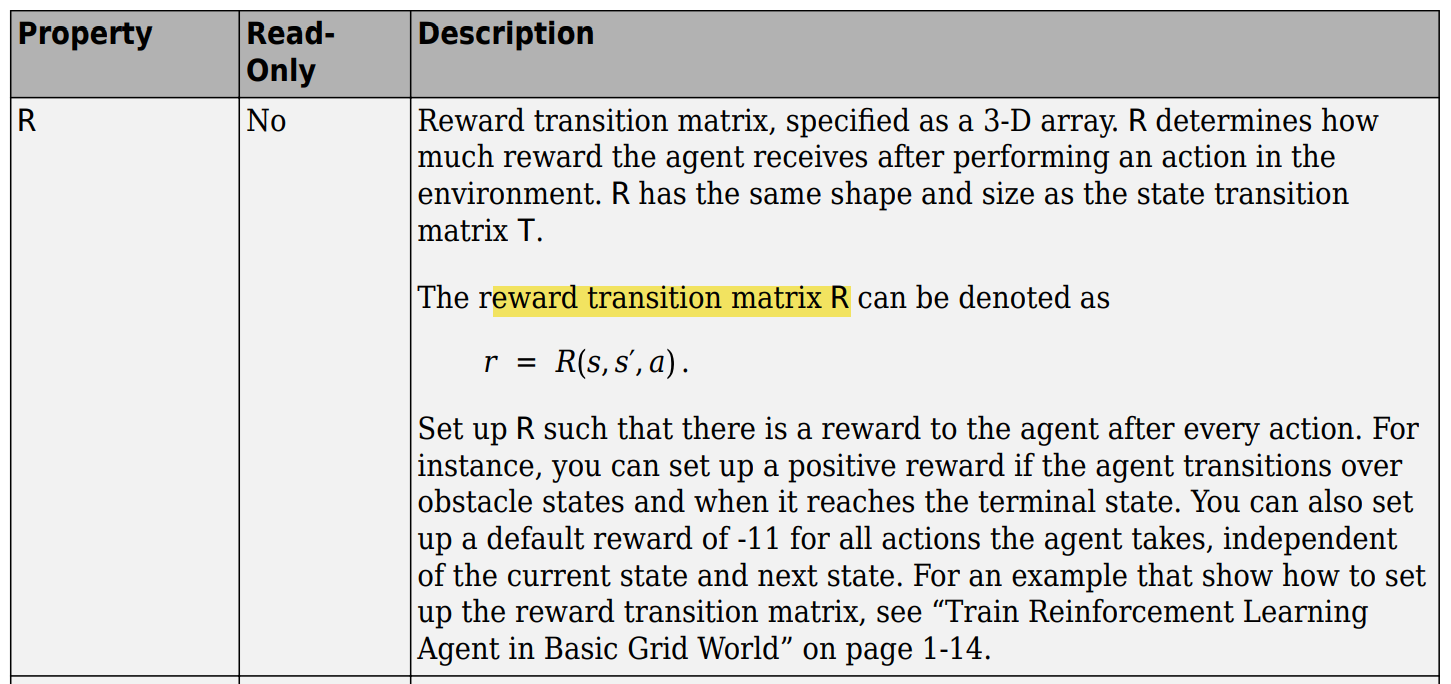 Property
Read-
Only
Description
R
No
Reward transition matrix, specified as a 3-D array. R determines how
much reward the agent receives after performing an action in the
environment. R has the same shape and size as the state transition
matrix T.
The reward transition matrix R can be denoted as
r = R(s, s′, a) .
Set up R such that there is a reward to the agent after every action. For
instance, you can set up a positive reward if the agent transitions over
obstacle states and when it reaches the terminal state. You can also set
up a default reward of -11 for all actions the agent takes, independent
of the current state and next state. For an example that show how to set
up the reward transition matrix, see “Train Reinforcement Learning
Agent in Basic Grid World” on page 1-14.